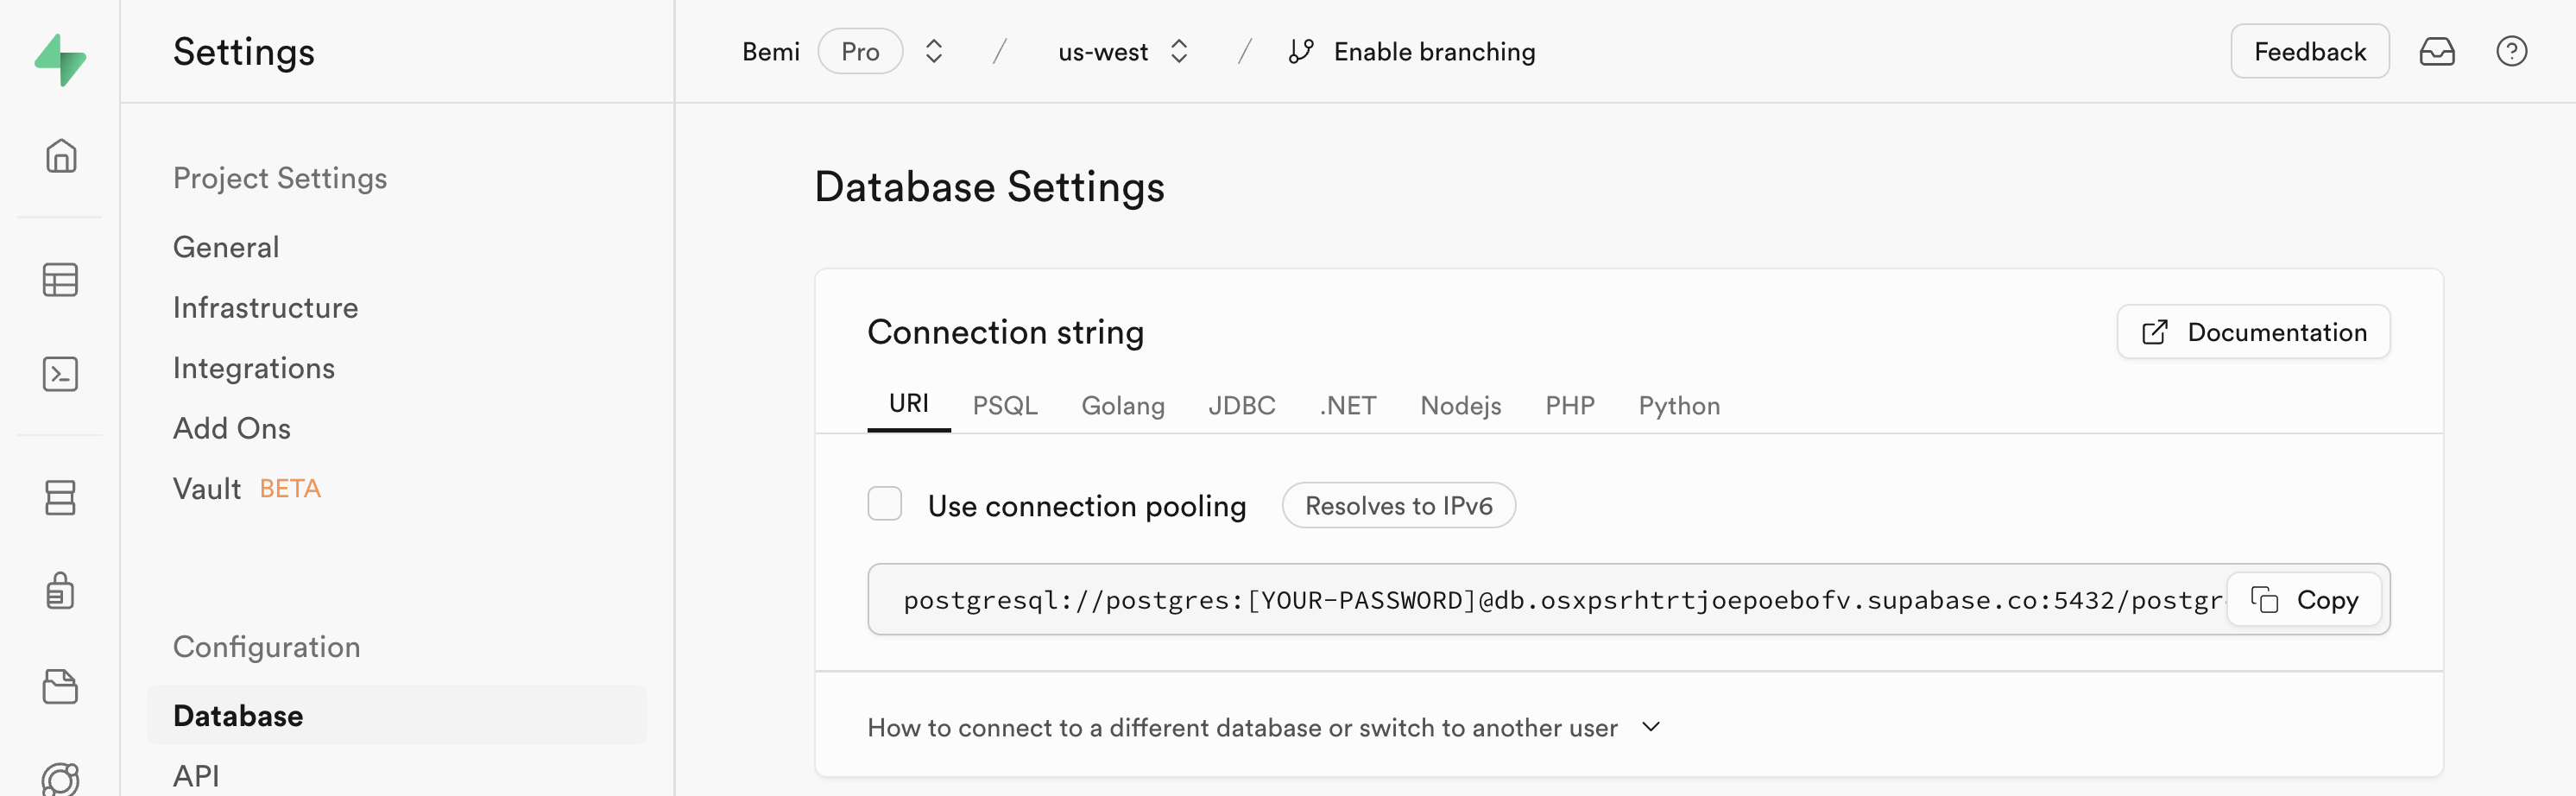 Settings
Bemi Pro / us-west / Enable branching
Feedback
Project Settings
General
Infrastructure
Integrations
Add Ons
Vault BETA
Configuration
Database
API
Database Settings
Connection string
Documentation
URI PSQL Golang JDBC .NET Nodejs PHP Python
Use connection pooling Resolves to IPv6
postgresql://postgres:[YOUR-PASSWORD]@db.osxpsrhtrtjoepoebofv.supabase.co:5432/postgr
Copy
How to connect to a different database or switch to another user